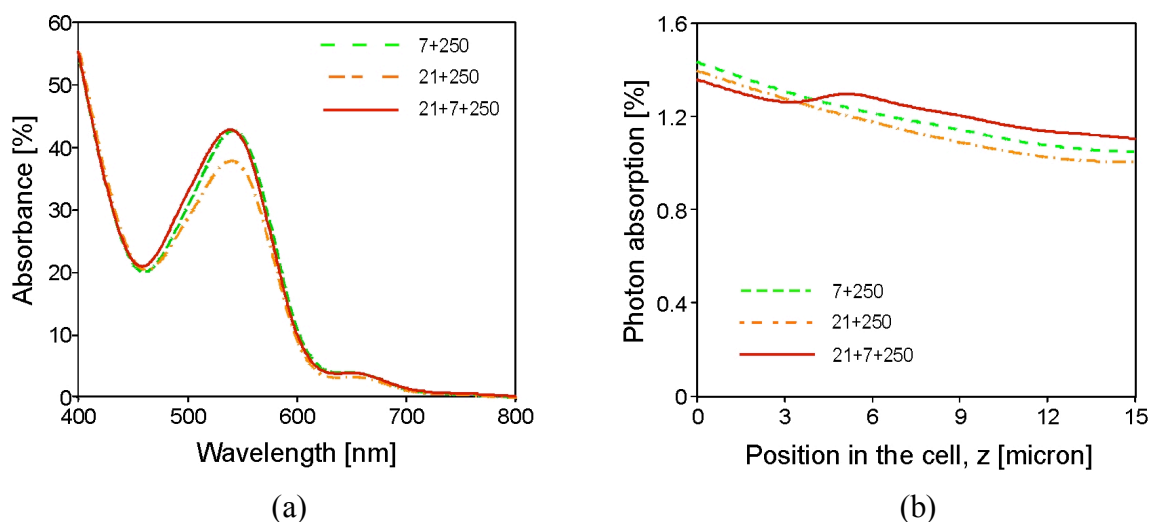 (a)
60
50
40
30
20
10
0
Absorbance [%]
400 500 600 700 800
Wavelength [nm]
7+250
21+250
21+7+250
(a)
(b)
1.6
1.2
0.8
0.4
0
Photon absorption [%]
0 3 6 9 12 15
Position in the cell, z [micron]
7+250
21+250
21+7+250
(b)